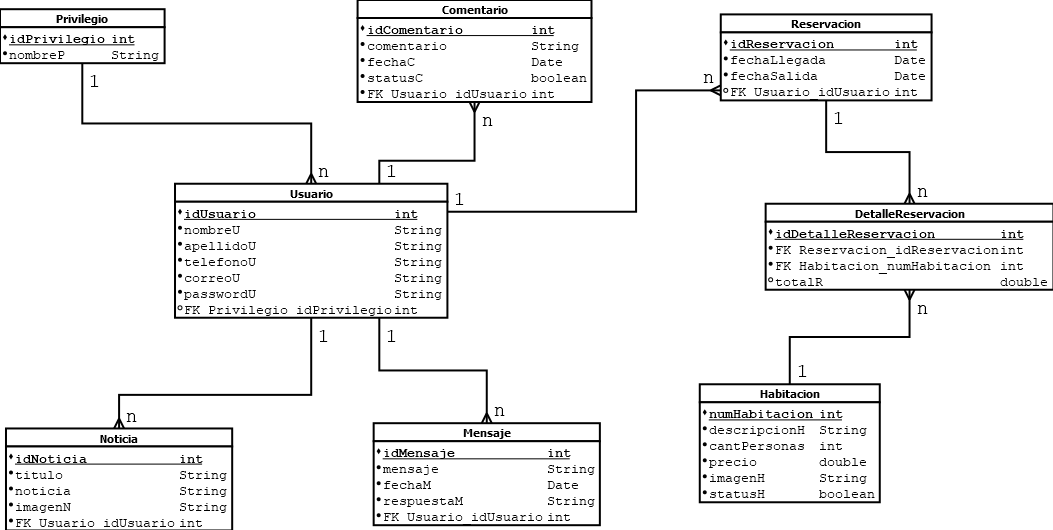 Privilegio
idPrivilegio int
nombreP String
1
n
Comentario
idComentario int
comentario String
fechaC Date
statusC boolean
FK Usuario idUsuario int
n
1
Reservacion
idReservacion int
fechaLlegada Date
fechaSalida Date
FK Usuario_idUsuario int
n
1
1
n
Usuario
idUsuario int
nombreU String
apellidoU String
telefonoU String
correoU String
passwordU String
FK Privilegio idPrivilegio int
1
1
DetalleReservacion
idDetalleReservacion int
FK Reservacion_idReservacion int
FK Habitacion_numHabitacion int
totalR double
n
1
Habitacion
numHabitacion int
descripcionH String
cantPersonas int
precio double
imagenH String
statusH boolean
n
Noticia
idNoticia int
titulo String
noticia String
imagenN String
FK Usuario idUsuario int
n
Mensaje
idMensaje int
mensaje String
fechaM Date
respuestaM String
FK Usuario idUsuario int